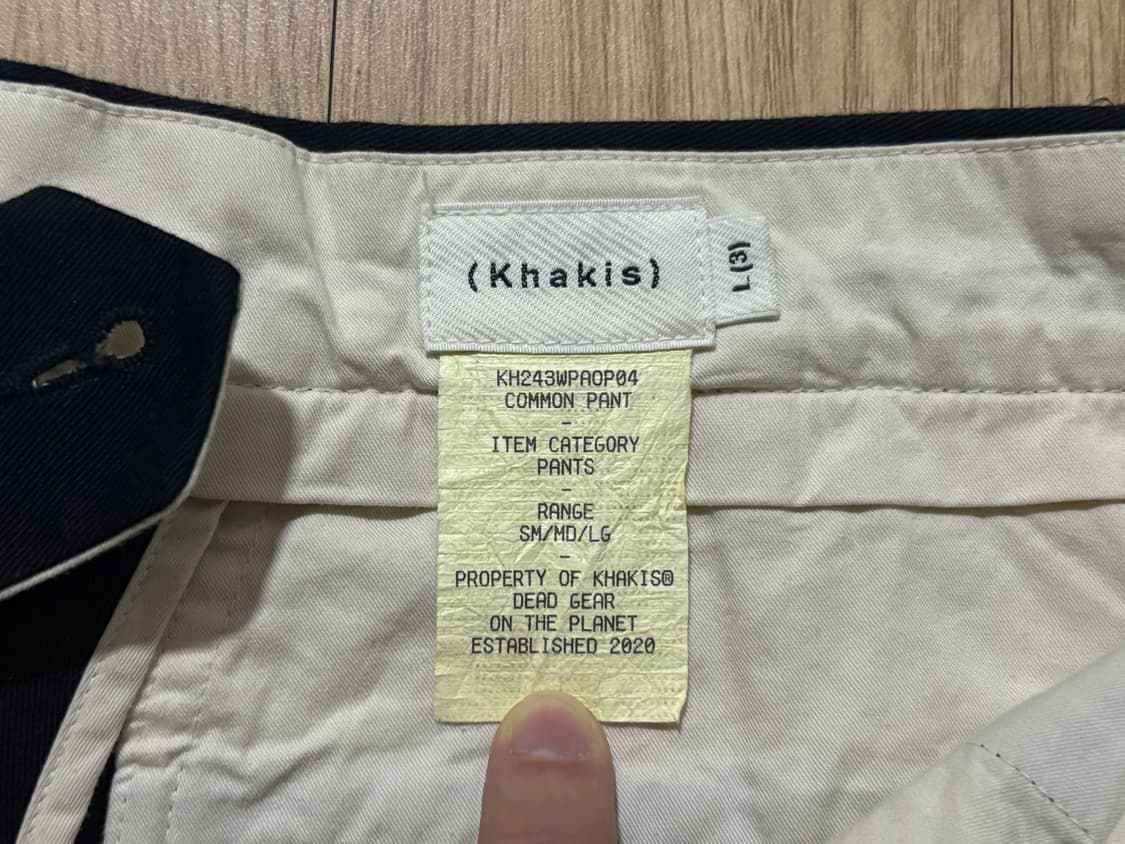 (Khakis)
L(3)
KH243WPAOP04
COMMON PANT
-
ITEM CATEGORY
PANTS
-
RANGE
SM/MD/LG
-
PROPERTY OF KHAKIS®
DEAD GEAR
ON THE PLANET
ESTABLISHED 2020